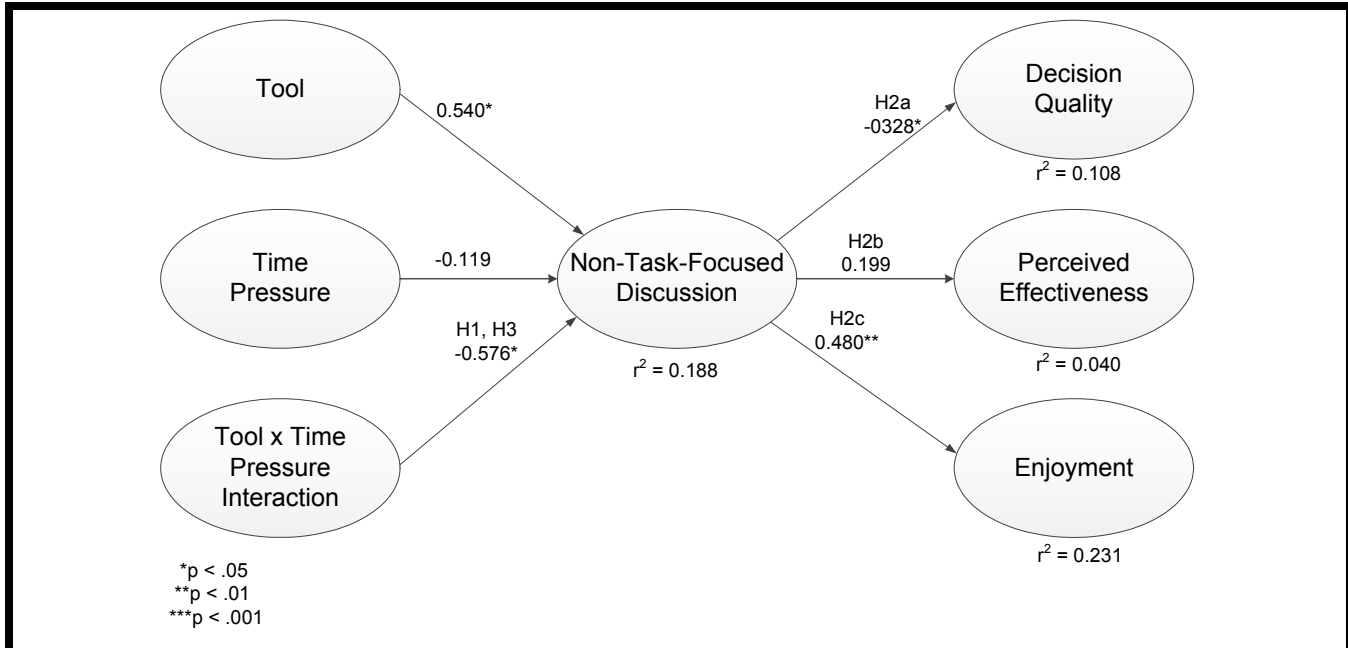 Tool
0.540*
Time
Pressure
-0.119
Tool x Time
Pressure
Interaction
H1, H3
-0.576*
Non-Task-Focused
Discussion
r² = 0.188
H2a
-0328*
Decision
Quality
r² = 0.108
H2b
0.199
Perceived
Effectiveness
r² = 0.040
H2c
0.480**
Enjoyment
r² = 0.231
*p < .05
**p < .01
***p < .001